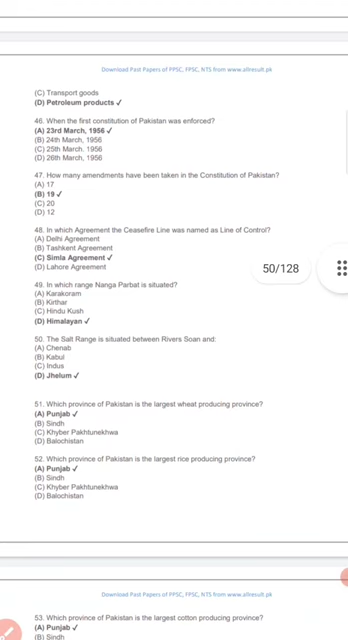 Download Past Papers of PPSC, FPSC, NTS from www.allresult.pk
(C) Transport goods
(D) Petroleum products ✓
46. When the first constitution of Pakistan was enforced?
(A) 23rd March, 1956 ✓
(B) 24th March, 1956
(C) 25th March. 1956
(D) 26th March, 1956
47. How many amendments have been taken in the Constitution of Pakistan?
(A) 17
(B) 19 ✓
(C) 20
(D) 12
48. In which Agreement the Ceasefire Line was named as Line of Control?
(A) Delhi Agreement
(B) Tashkent Agreement
(C) Simla Agreement ✓
(D) Lahore Agreement
50/128
49. In which range Nanga Parbat is situated?
(A) Karakoram
(B) Kirthar
(C) Hindu Kush
(D) Himalayan ✓
50. The Salt Range is situated between Rivers Soan and:
(A) Chenab
(B) Kabul
(C) Indus
(D) Jhelum ✓
51. Which province of Pakistan is the largest wheat producing province?
(A) Punjab ✓
(B) Sindh
(C) Khyber Pakhtunekhwa
(D) Balochistan
52. Which province of Pakistan is the largest rice producing province?
(A) Punjab ✓
(B) Sindh
(C) Khyber Pakhtunekhwa
(D) Balochistan
Download Past Papers of PPSC, FPSC, NTS from www.allresult.pk
53. Which province of Pakistan is the largest cotton producing province?
(A) Punjab ✓
(B) Sindh